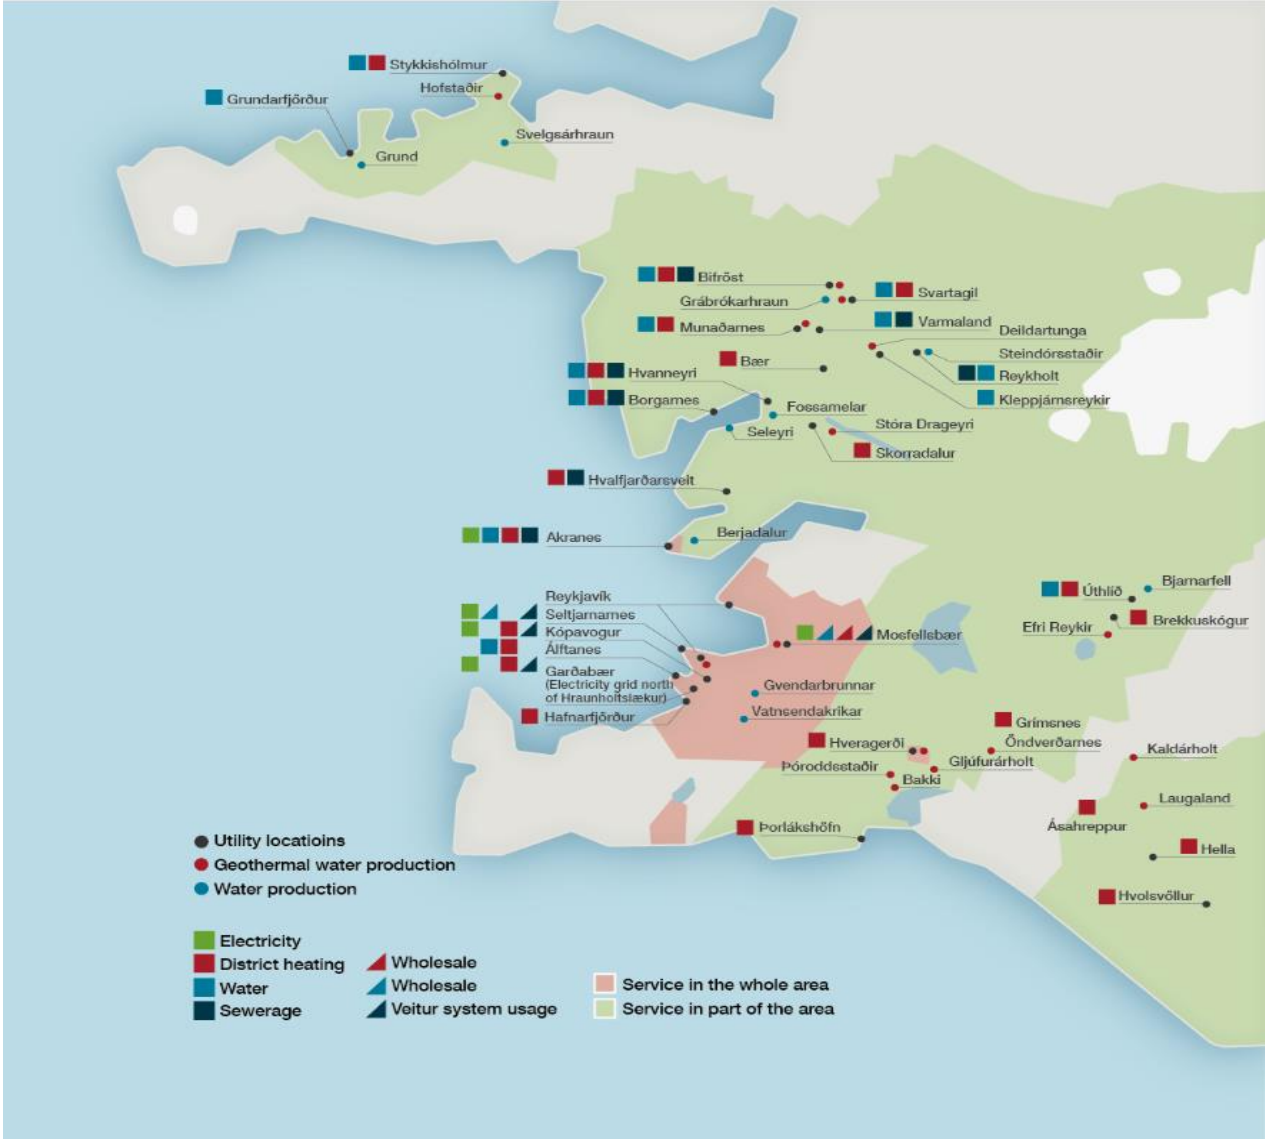 Stykkishólmur
Hofstaðir
Grundarfjörður
Svelgsárhraun
Grund
Bifröst
Svartagil
Grábrókarhraun
Munaðarnes
Varmaland
Deildartunga
Steindórsstaðir
Bær
Hvanneyri
Reykholt
Borgarnes
Kleppjárnsreykir
Fossamelar
Seleyri
Stóra Drageyri
Skorradalur
Hvalfjarðarsveit
Akranes
Berjadalur
Reykjavík
Seltjarnarnes
Kópavogur
Álftanes
Garðabær
(Electricity grid north
of Hraunholtslækur)
Hafnarfjörður
Mosfellsbær
Gvendarbrunnar
Vatnsendakrikar
Úthlíð
Bjarnarfell
Efri Reykir
Brekkuskógur
Grímsnes
Öndverðarnes
Hveragerði
Gljúfurárholt
Þóroddsstaðir
Bakki
Kaldárholt
Laugaland
Ásahreppur
Þorlákshöfn
Hella
Hvolsvöllur
Utility locatioins
Geothermal water production
Water production
Electricity
District heating
Water
Sewerage
Wholesale
Wholesale
Veitur system usage
Service in the whole area
Service in part of the area